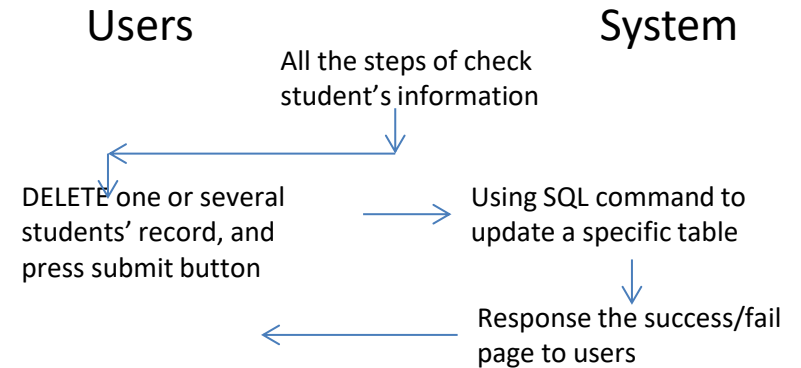 Users
System
All the steps of check
student’s information
DELETE one or several
students’ record, and
press submit button
Using SQL command to
update a specific table
Response the success/fail
page to users